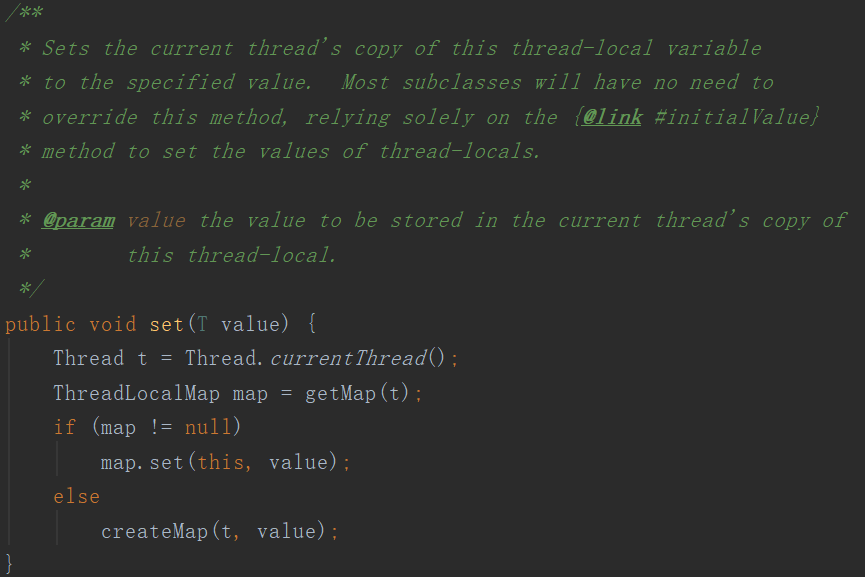 /**
 * Sets the current thread's copy of this thread-local variable
 * to the specified value.  Most subclasses will have no need to
 * override this method, relying solely on the {@link #initialValue}
 * method to set the values of thread-locals.
 *
 * @param value the value to be stored in the current thread's copy of
 *        this thread-local.
 */
public void set(T value) {
    Thread t = Thread.currentThread();
    ThreadLocalMap map = getMap(t);
    if (map != null)
        map.set(this, value);
    else
        createMap(t, value);
}